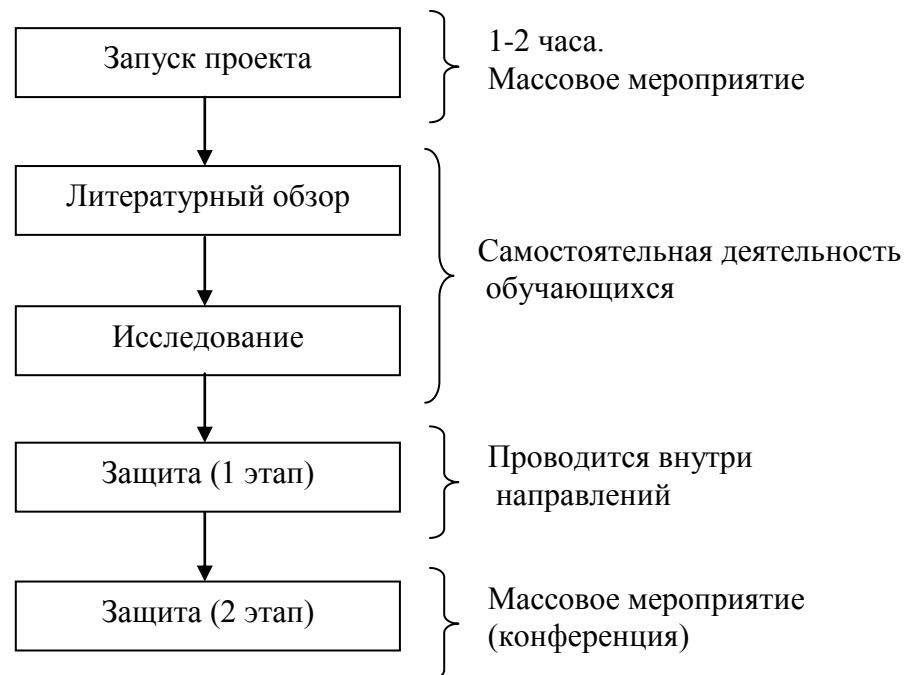 Запуск проекта
1-2 часа.
Массовое мероприятие
Литературный обзор
Исследование
Самостоятельная деятельность
обучающихся
Защита (1 этап)
Проводится внутри
направлений
Защита (2 этап)
Массовое мероприятие
(конференция)